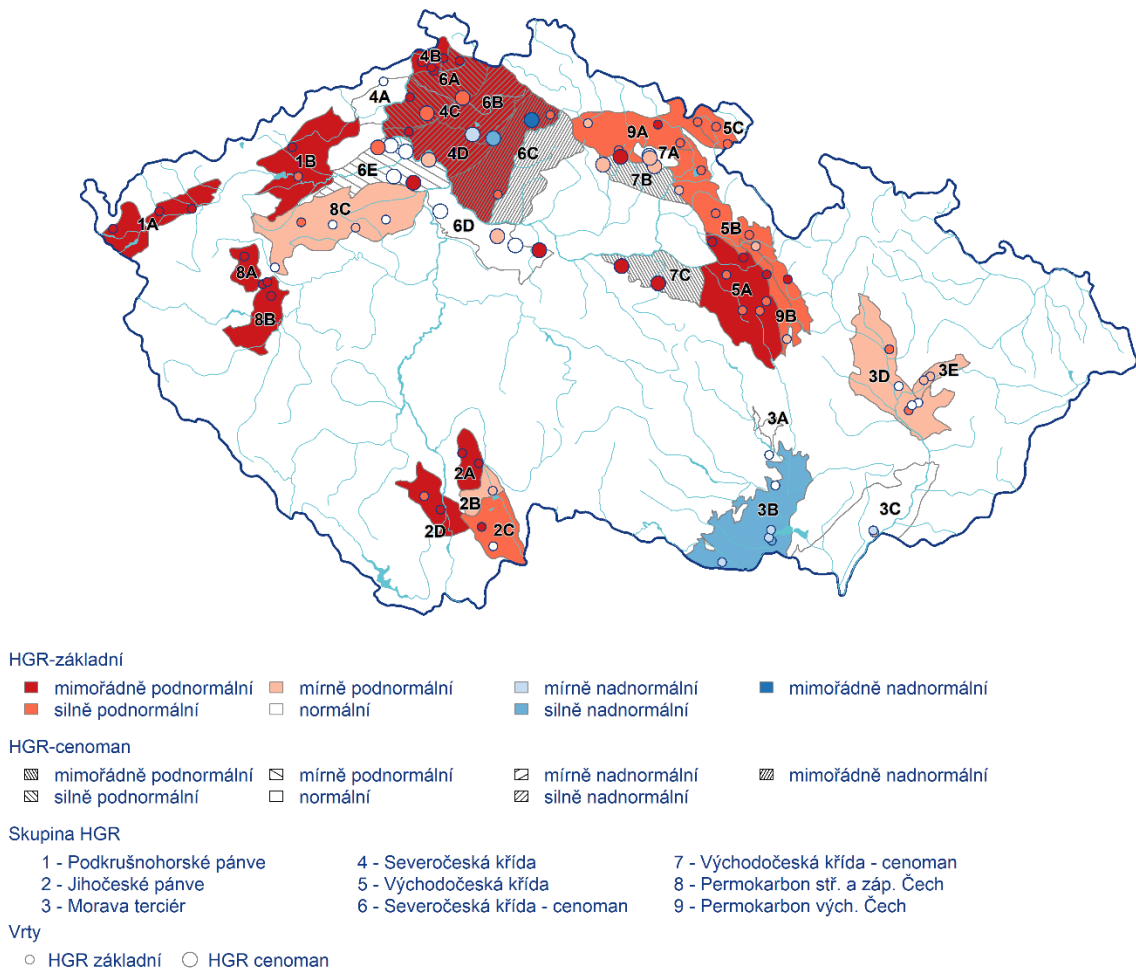 4B
6A
4A
4C
6B
9A
5C
1B
4D
6C
7A
6E
7B
8C
1A
6D
5B
8A
7C
5A
8B
9B
3D
3E
3A
2A
2B
3B
3C
2D
2C
HGR-základní
mimořádně podnormální mírně podnormální mírně nadnormální mimořádně nadnormální
silně podnormální normální silně nadnormální
HGR-cenoman
mimořádně podnormální mírně podnormální mírně nadnormální mimořádně nadnormální
silně podnormální normální silně nadnormální
Skupina HGR
1 - Podkrušnohorské pánve 4 - Severočeská křída 7 - Východočeská křída - cenoman
2 - Jihočeské pánve 5 - Východočeská křída 8 - Permokarbon stř. a záp. Čech
3 - Morava terciér 6 - Severočeská křída - cenoman 9 - Permokarbon vých. Čech
Vrty
HGR základní HGR cenoman